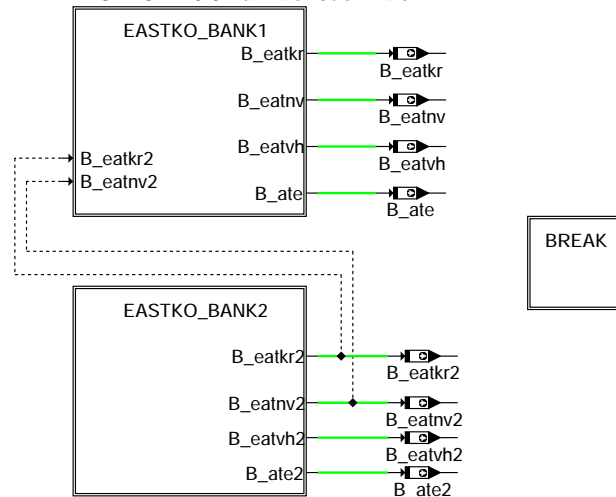 EASTKO_BANK1
B_eatkr
B_eatkr
B_eatnv
B_eatnv
B_eatvh
B_eatvh
B_eatkr2
B_eatnv2
B_ate
B_ate
BREAK
EASTKO_BANK2
B_eatkr2
B_eatkr2
B_eatnv2
B_eatnv2
B_eatvh2
B_eatvh2
B_ate2
B_ate2